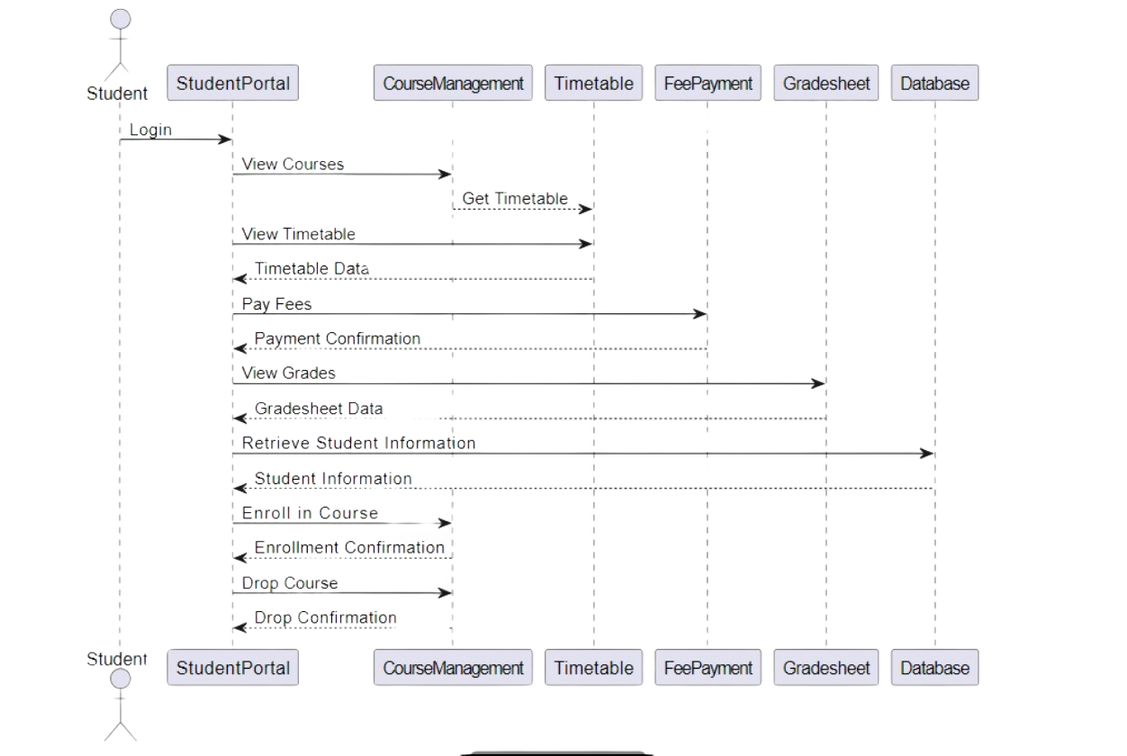 Student
StudentPortal
CourseManagement
Timetable
FeePayment
Gradesheet
Database
Login
View Courses
Get Timetable
View Timetable
Timetable Data
Pay Fees
Payment Confirmation
View Grades
Gradesheet Data
Retrieve Student Information
Student Information
Enroll in Course
Enrollment Confirmation
Drop Course
Drop Confirmation
Student
StudentPortal
CourseManagement
Timetable
FeePayment
Gradesheet
Database